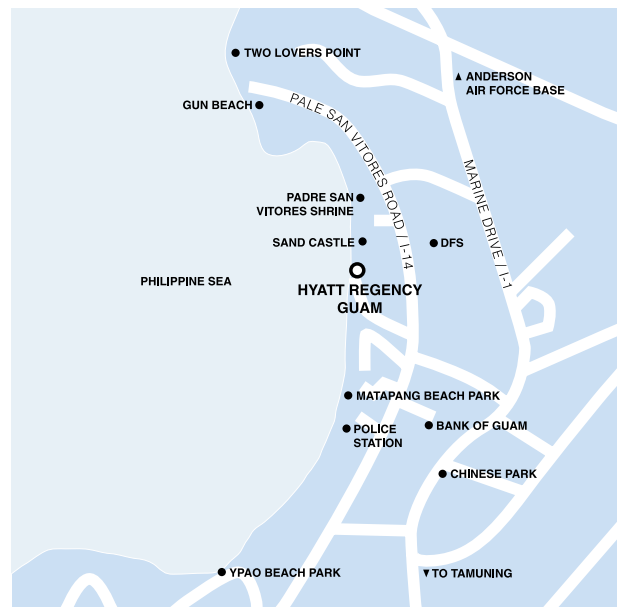 TWO LOVERS POINT
ANDERSON
AIR FORCE BASE
GUN BEACH
PALE SAN VITORES ROAD / I-14
MARINE DRIVE / I-1
PADRE SAN
VITORES SHRINE
SAND CASTLE
DFS
PHILIPPINE SEA
HYATT REGENCY
GUAM
MATAPANG BEACH PARK
POLICE
STATION
BANK OF GUAM
CHINESE PARK
YPAO BEACH PARK
TO TAMUNING